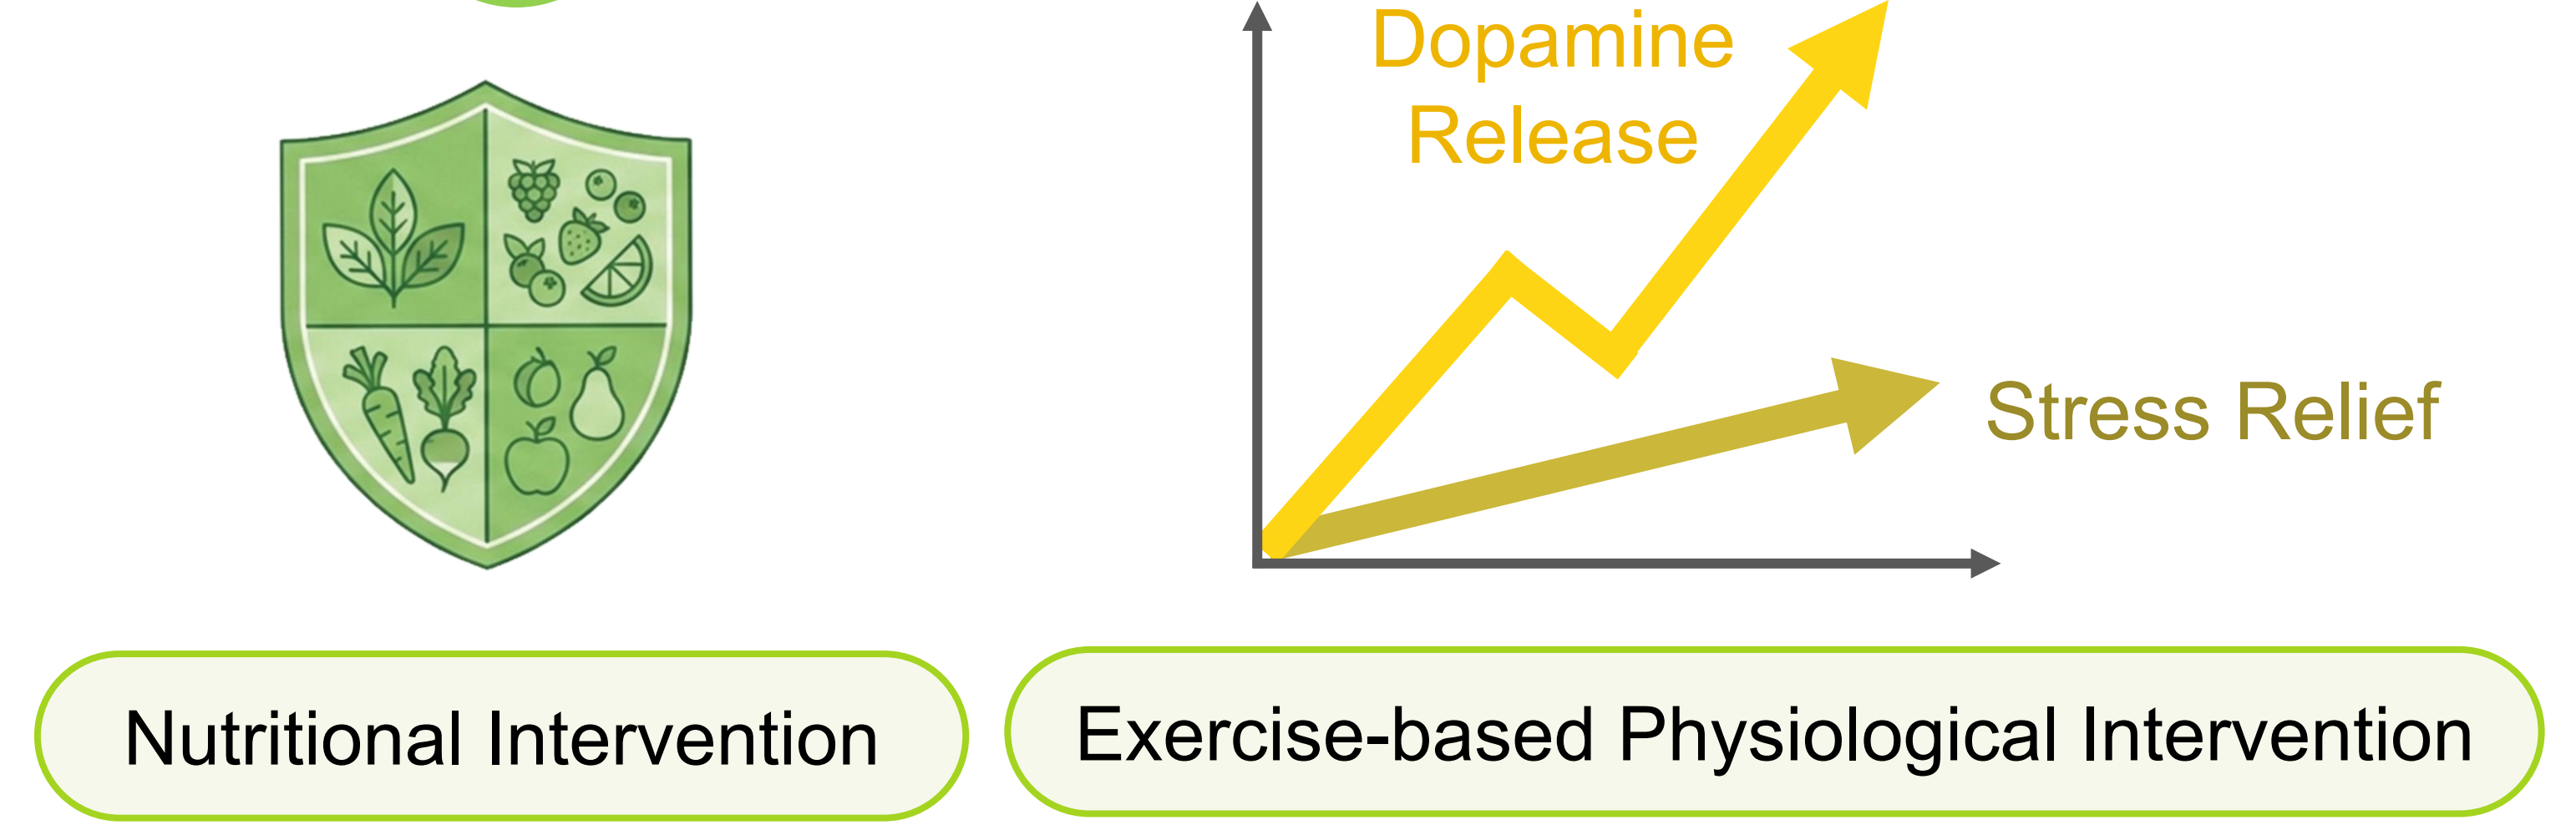 Dopamine
Release
Stress Relief
Nutritional Intervention
Exercise-based Physiological Intervention